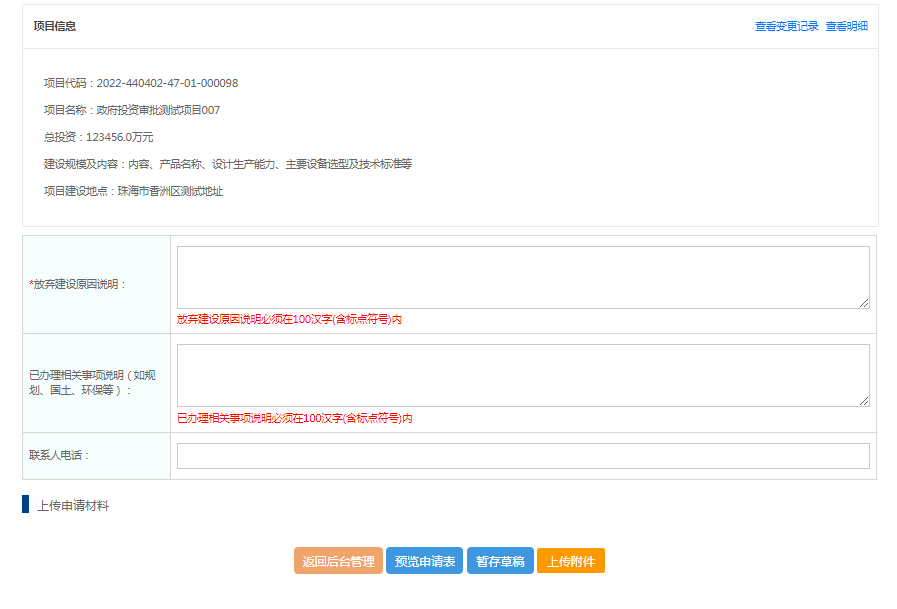 项目信息
查看变更记录 查看明细
项目代码：2022-440402-47-01-000098
项目名称：政府投资审批测试项目007
总投资：123456.0万元
建设规模及内容：内容、产品名称、设计生产能力、主要设备选型及技术标准等
项目建设地点：珠海市香洲区测试地址
*放弃建设原因说明：
放弃建设原因说明必须在100汉字(含标点符号)内
已办理相关事项说明（如规
划、国土、环保等）：
已办理相关事项说明必须在100汉字(含标点符号)内
联系人电话：
上传申请材料
返回后台管理 预览申请表 暂存草稿 上传附件